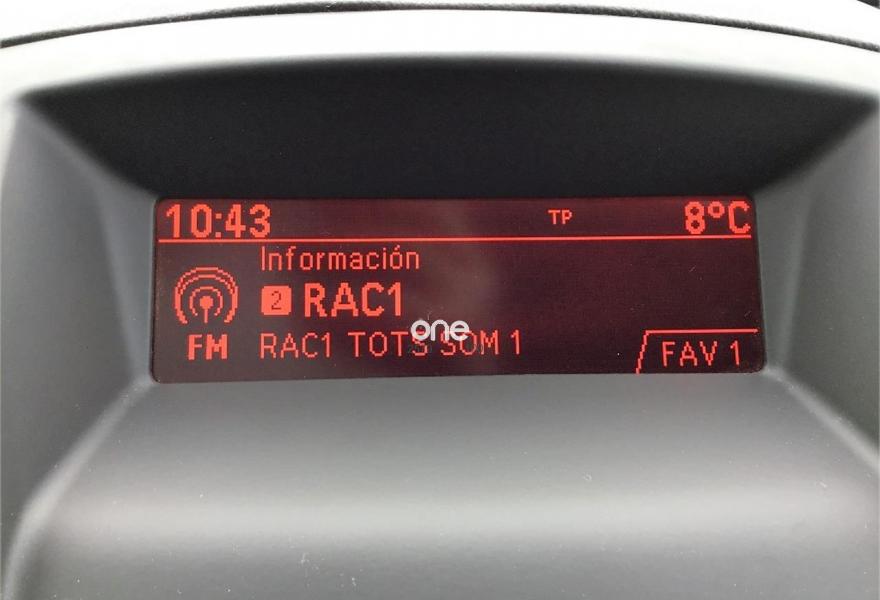 10:43 TP 8°C
Información
2 RAC1
FM RAC1 TOTS SOM 1 FAV 1
one